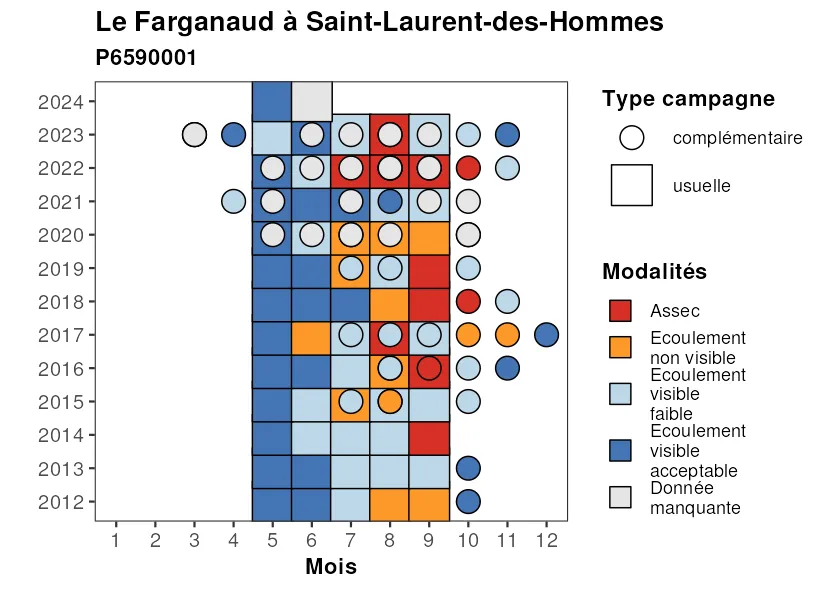 Le Farganaud à Saint-Laurent-des-Hommes
P6590001
2024
2023
2022
2021
2020
2019
2018
2017
2016
2015
2014
2013
2012
1 2 3 4 5 6 7 8 9 10 11 12
Mois
Type campagne
complémentaire
usuelle
Modalités
Assec
Ecoulement
non visible
Ecoulement
visible
faible
Ecoulement
visible
acceptable
Donnée
manquante